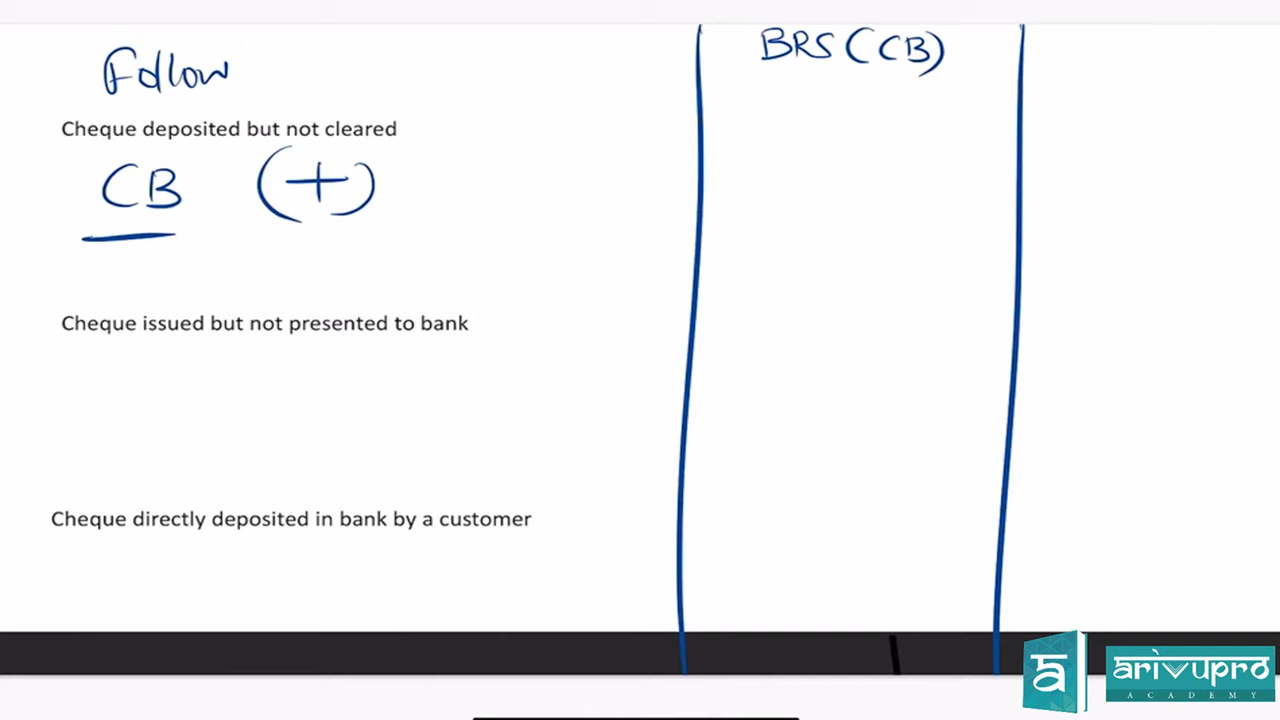 BRS (CB)
Follow
Cheque deposited but not cleared
CB (+)
Cheque issued but not presented to bank
Cheque directly deposited in bank by a customer
arivupro
ACADEMY